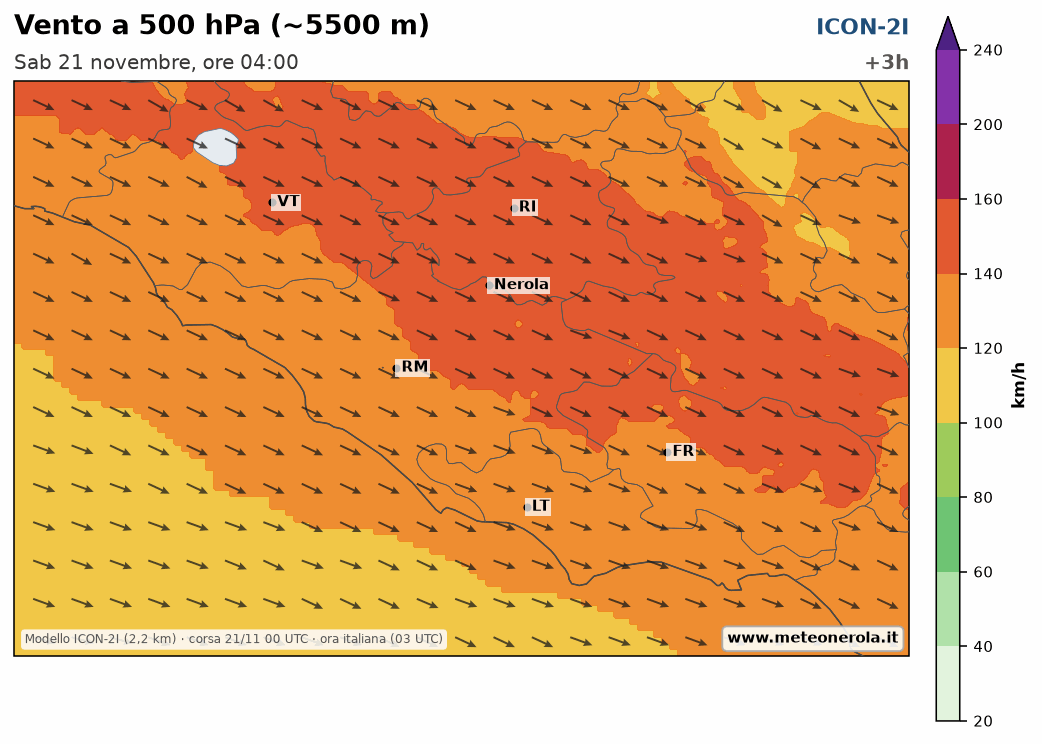 Vento a 500 hPa (~5500 m)
ICON-2I
Sab 21 novembre, ore 04:00
+3h
240
200
160
140
120
100
80
60
40
20
km/h
VT
RI
Nerola
RM
FR
LT
Modello ICON-2I (2,2 km) · corsa 21/11 00 UTC · ora italiana (03 UTC)
www.meteonerola.it